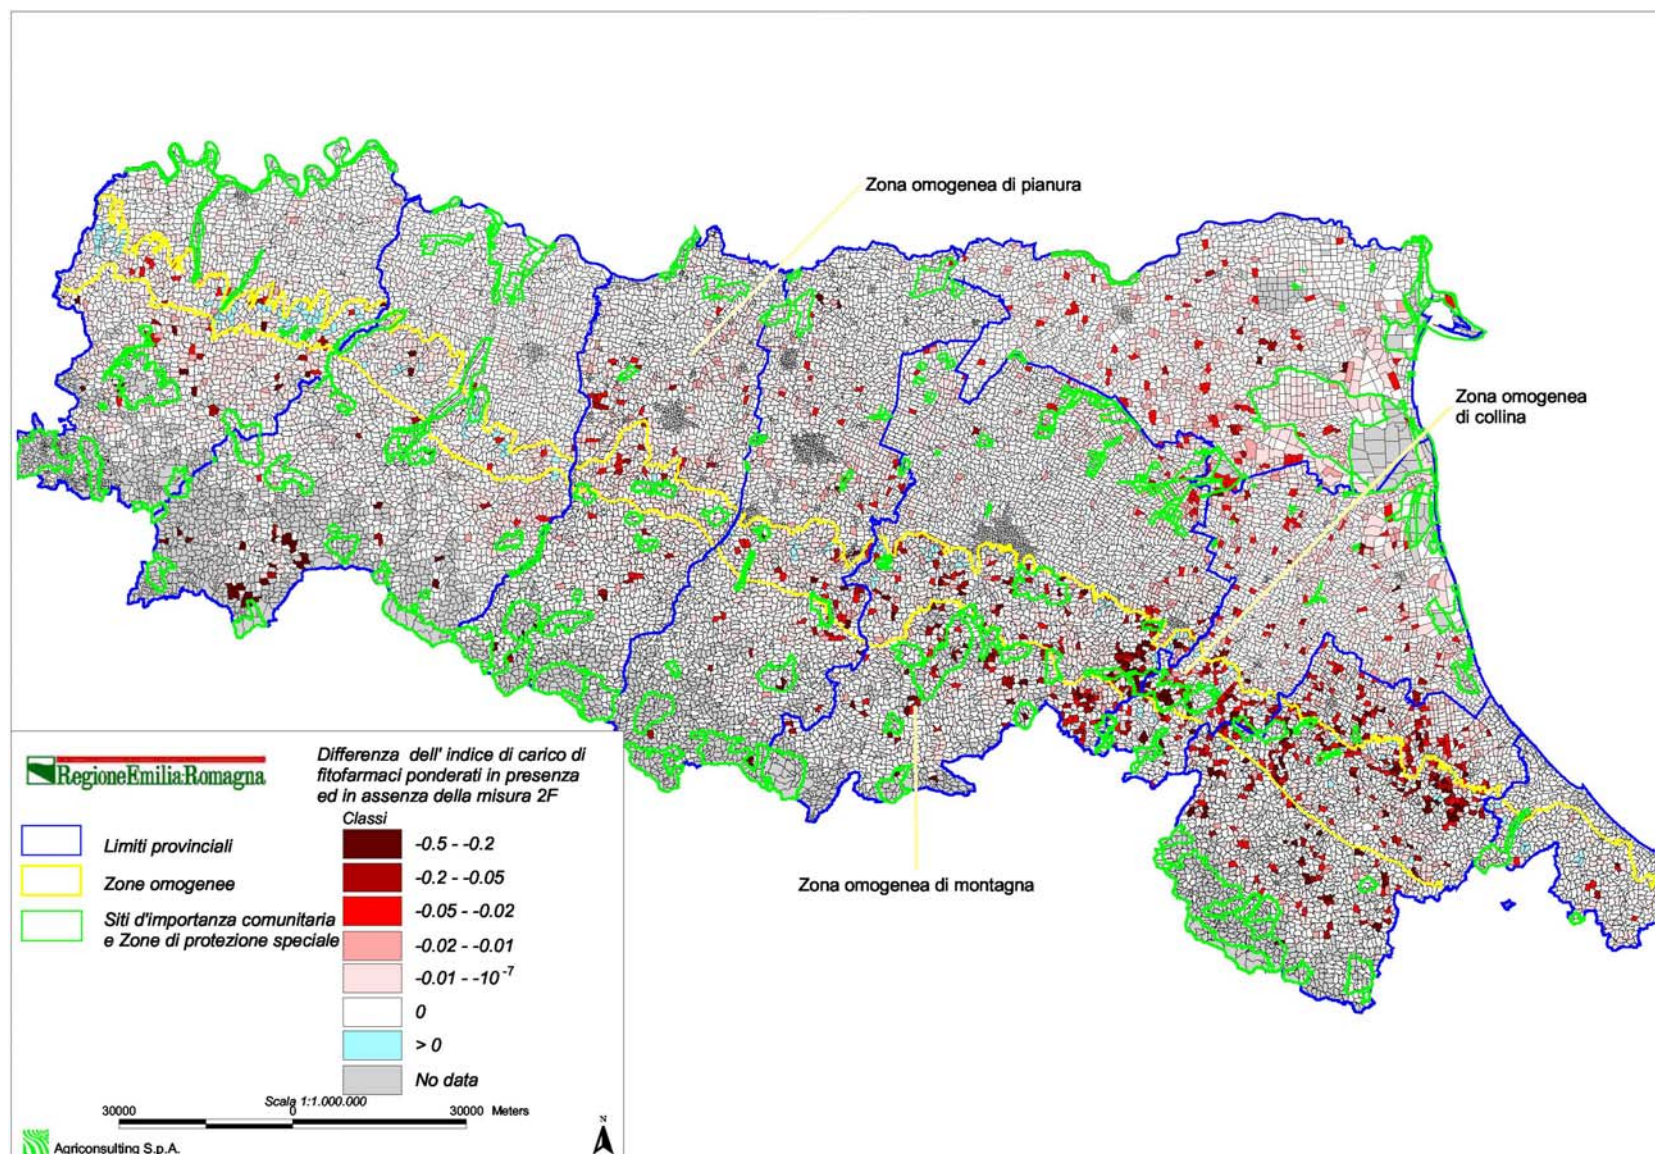 Zona omogenea di pianura
Zona omogenea
di collina
Zona omogenea di montagna
RegioneEmilia-Romagna
Differenza dell' indice di carico di
fitofarmaci ponderati in presenza
ed in assenza della misura 2F
Classi
Limiti provinciali
Zone omogenee
Siti d'importanza comunitaria
e Zone di protezione speciale
-0.5 - -0.2
-0.2 - -0.05
-0.05 - -0.02
-0.02 - -0.01
-0.01 - -10⁻⁷
0
> 0
No data
Scala 1:1.000.000
30000 0 30000 Meters
N
Agriconsulting S.p.A.